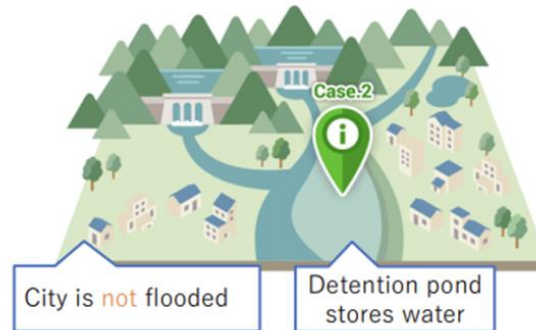 Case.2
i
City is not flooded
Detention pond
stores water